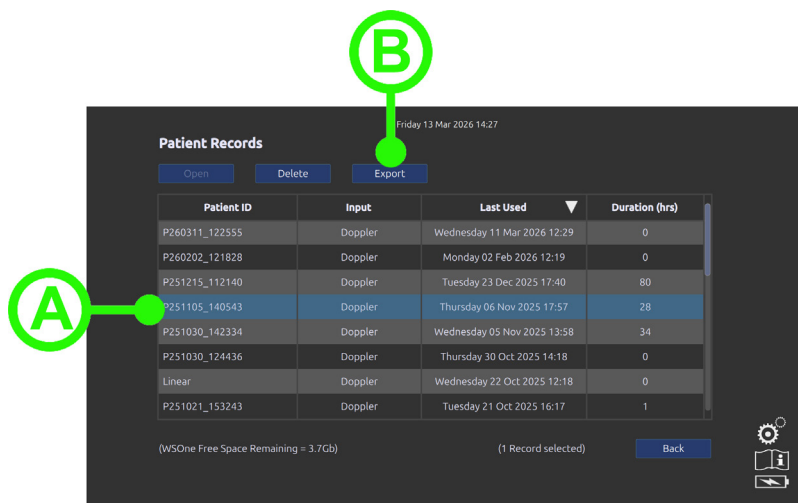 B
Friday 13 Mar 2026 14:27
Patient Records
Open Delete Export
Patient ID Input Last Used Duration (hrs)
P260311_122555 Doppler Wednesday 11 Mar 2026 12:29 0
P260202_121828 Doppler Monday 02 Feb 2026 12:19 0
P251215_112140 Doppler Tuesday 23 Dec 2025 17:40 80
A P251105_140543 Doppler Thursday 06 Nov 2025 17:57 28
P251030_142334 Doppler Wednesday 05 Nov 2025 13:58 34
P251030_124436 Doppler Thursday 30 Oct 2025 14:18 0
Linear Doppler Wednesday 22 Oct 2025 12:18 0
P251021_153243 Doppler Tuesday 21 Oct 2025 16:17 1
(WSOne Free Space Remaining = 3.7Gb) (1 Record selected) Back
i